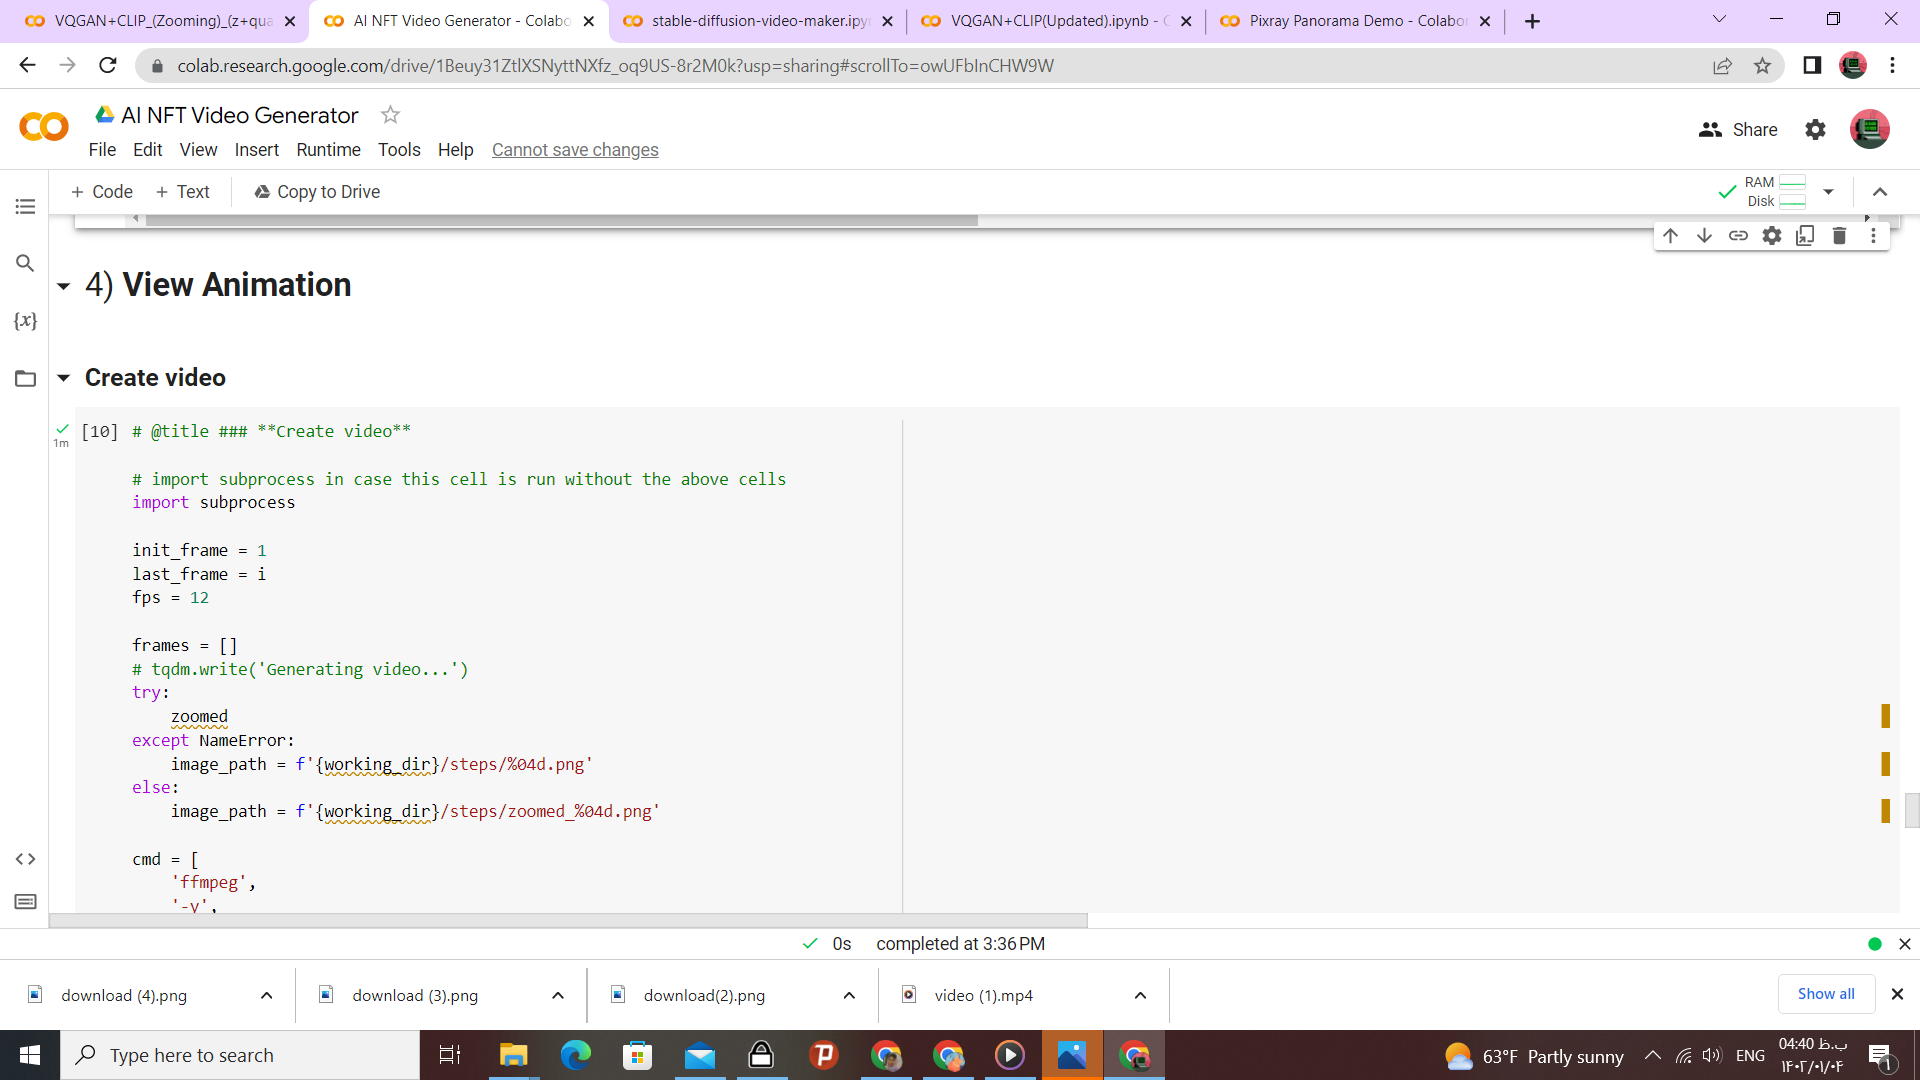 VQGAN+CLIP_(Zooming)_(z+qua
AI NFT Video Generator - Colabo
stable-diffusion-video-maker.ipy
VQGAN+CLIP(Updated).ipynb - C
Pixray Panorama Demo - Colabor
colab.research.google.com/drive/1Beuy31ZtlXSNyttNXfz_oq9US-8r2M0k?usp=sharing#scrollTo=owUFbInCHW9W
AI NFT Video Generator
Share
File Edit View Insert Runtime Tools Help Cannot save changes
+ Code + Text Copy to Drive
RAM
Disk
4) View Animation
{x}
Create video
1m
[10] # @title ### **Create video**
# import subprocess in case this cell is run without the above cells
import subprocess
init_frame = 1
last_frame = i
fps = 12
frames = []
# tqdm.write('Generating video...')
try:
zoomed
except NameError:
image_path = f'{working_dir}/steps/%04d.png'
else:
image_path = f'{working_dir}/steps/zoomed_%04d.png'
cmd = [
'ffmpeg',
'-y',
0s completed at 3:36 PM
download (4).png
download (3).png
download(2).png
video (1).mp4
Show all
Type here to search
63°F Partly sunny
ENG
04:40 ب.ظ
۱۴۰۲/۰۱/۰۴
۱